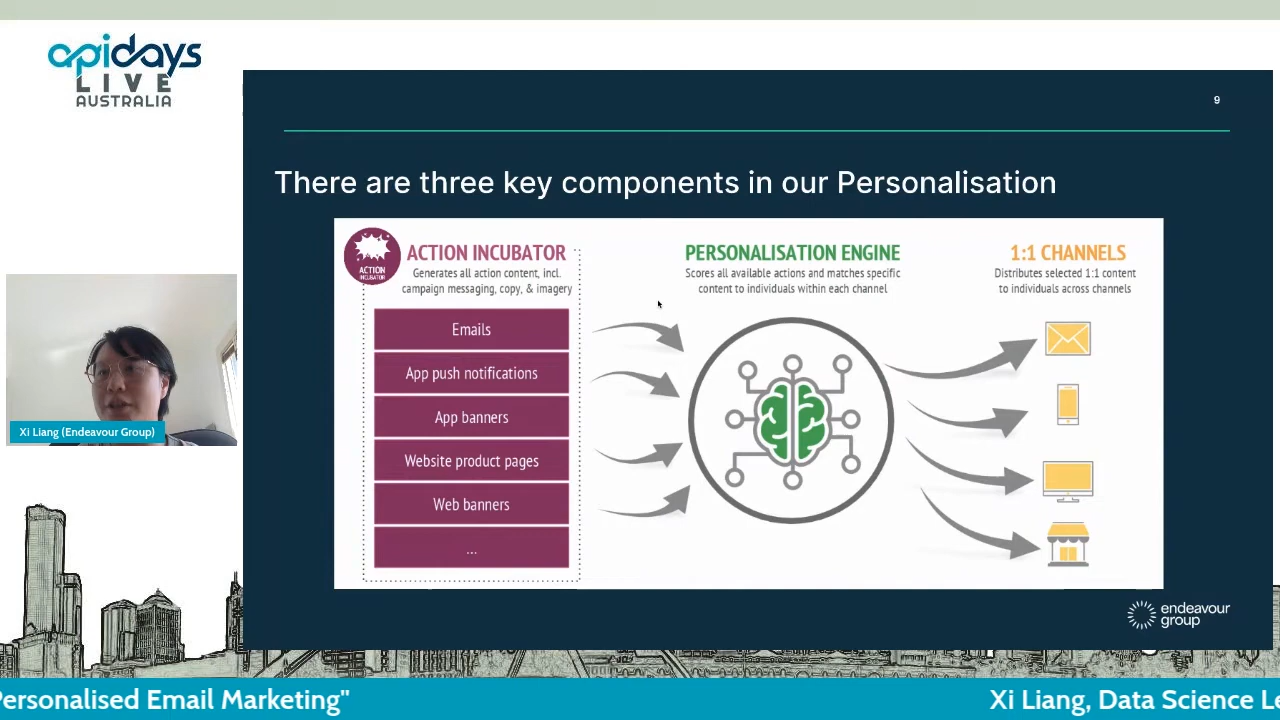 apidays
LIVE
AUSTRALIA
9
There are three key components in our Personalisation
ACTION
INCUBATOR
ACTION INCUBATOR
Generates all action content, incl.
campaign messaging, copy, & imagery
Emails
App push notifications
App banners
Website product pages
Web banners
...
PERSONALISATION ENGINE
Scores all available actions and matches specific
content to individuals within each channel
1:1 CHANNELS
Distributes selected 1:1 content
to individuals across channels
Xi Liang (Endeavour Group)
endeavour
group
Personalised Email Marketing"
Xi Liang, Data Science Le